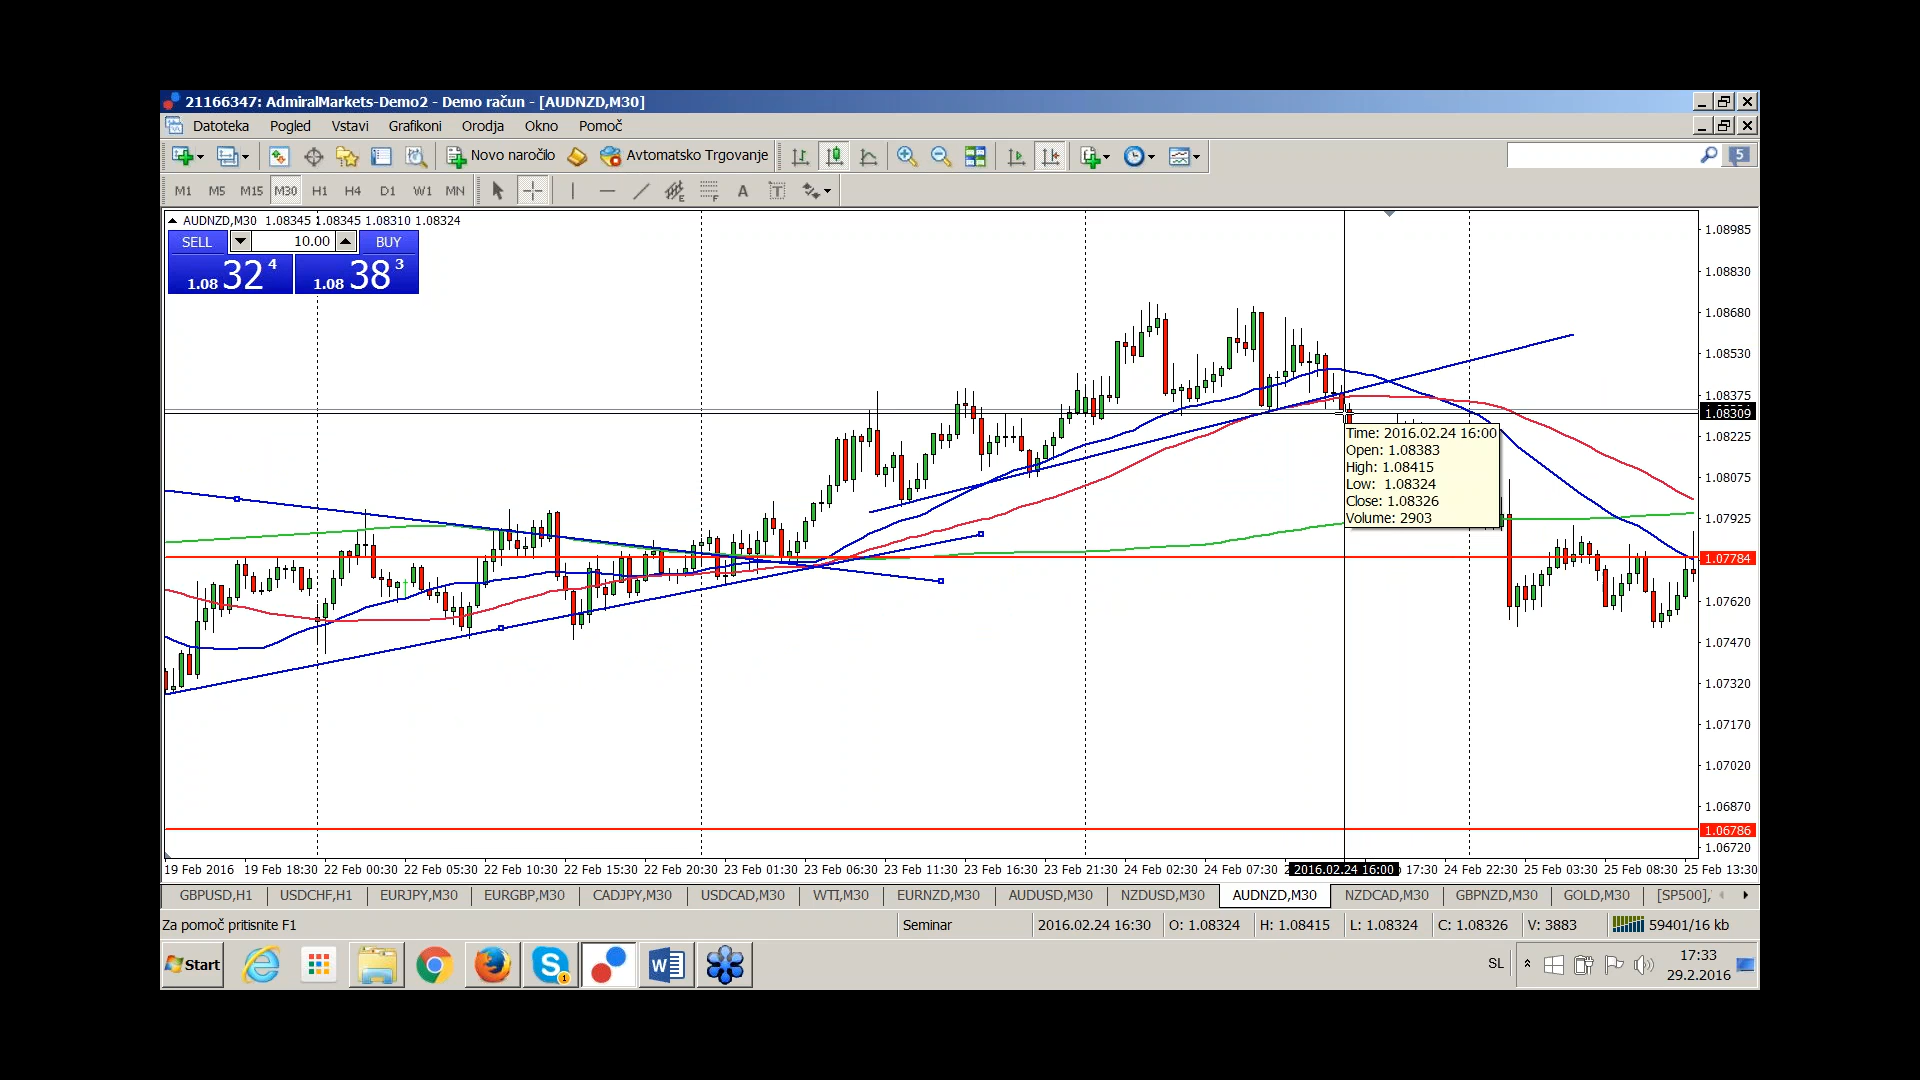 21166347: AdmiralMarkets-Demo2 - Demo račun - [AUDNZD,M30]
Datoteka Pogled Vstavi Grafikoni Orodja Okno Pomoč
Novo naročilo Avtomatsko Trgovanje 5
M1 M5 M15 M30 H1 H4 D1 W1 MN E F A T
AUDNZD,M30 1.08345 1.08345 1.08310 1.08324
SELL 10.00 BUY
1.08 32 4 1.08 38 3
1.08985
1.08830
1.08680
1.08530
1.08375
1.08309
1.08225
1.08075
1.07925
1.07784
1.07620
1.07470
1.07320
1.07170
1.07020
1.06870
1.06786
1.06720
Time: 2016.02.24 16:00
Open: 1.08383
High: 1.08415
Low: 1.08324
Close: 1.08326
Volume: 2903
19 Feb 2016 19 Feb 18:30 22 Feb 00:30 22 Feb 05:30 22 Feb 10:30 22 Feb 15:30 22 Feb 20:30 23 Feb 01:30 23 Feb 06:30 23 Feb 11:30 23 Feb 16:30 23 Feb 21:30 24 Feb 02:30 24 Feb 07:30 2016.02.24 16:00 17:30 24 Feb 22:30 25 Feb 03:30 25 Feb 08:30 25 Feb 13:30
GBPUSD,H1 USDCHF,H1 EURJPY,M30 EURGBP,M30 CADJPY,M30 USDCAD,M30 WTI,M30 EURNZD,M30 AUDUSD,M30 NZDUSD,M30 AUDNZD,M30 NZDCAD,M30 GBPNZD,M30 GOLD,M30 [SP500],
Za pomoč pritisnite F1 Seminar 2016.02.24 16:30 O: 1.08324 H: 1.08415 L: 1.08324 C: 1.08326 V: 3883 59401/16 kb
Start SL 17:33
29.2.2016